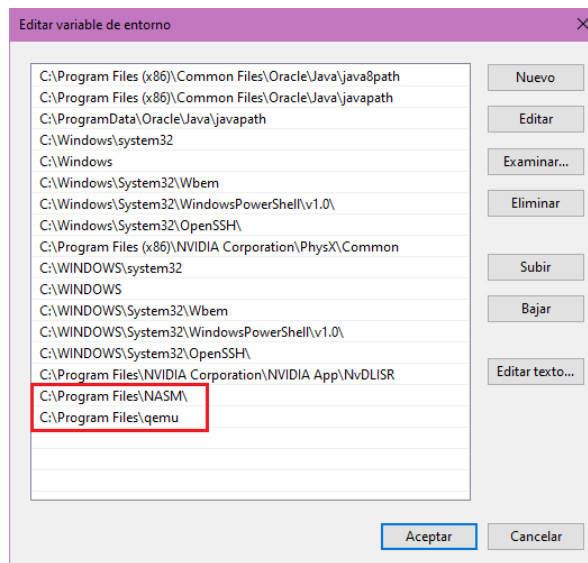 Editar variable de entorno
C:\Program Files (x86)\Common Files\Oracle\Java\java8path
C:\Program Files (x86)\Common Files\Oracle\Java\javapath
C:\ProgramData\Oracle\Java\javapath
C:\Windows\system32
C:\Windows
C:\Windows\System32\Wbem
C:\Windows\System32\WindowsPowerShell\v1.0\
C:\Windows\System32\OpenSSH\
C:\Program Files (x86)\NVIDIA Corporation\PhysX\Common
C:\WINDOWS\system32
C:\WINDOWS
C:\WINDOWS\System32\Wbem
C:\WINDOWS\System32\WindowsPowerShell\v1.0\
C:\WINDOWS\System32\OpenSSH\
C:\Program Files\NVIDIA Corporation\NVIDIA App\NvDLISR
C:\Program Files\NASM\
C:\Program Files\qemu
Nuevo
Editar
Examinar...
Eliminar
Subir
Bajar
Editar texto...
Aceptar
Cancelar